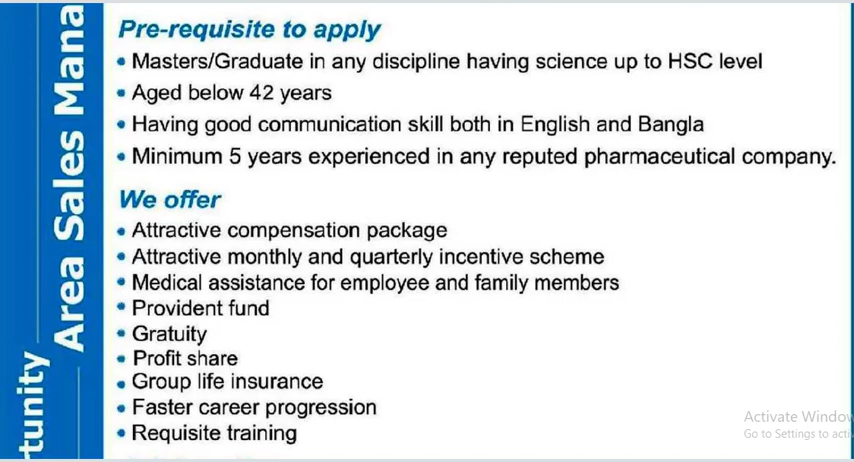 Pre-requisite to apply
• Masters/Graduate in any discipline having science up to HSC level
• Aged below 42 years
• Having good communication skill both in English and Bangla
• Minimum 5 years experienced in any reputed pharmaceutical company.
We offer
• Attractive compensation package
• Attractive monthly and quarterly incentive scheme
• Medical assistance for employee and family members
• Provident fund
• Gratuity
• Profit share
• Group life insurance
• Faster career progression
• Requisite training
Area Sales Mana
tunity
Activate Window
Go to Settings to acti